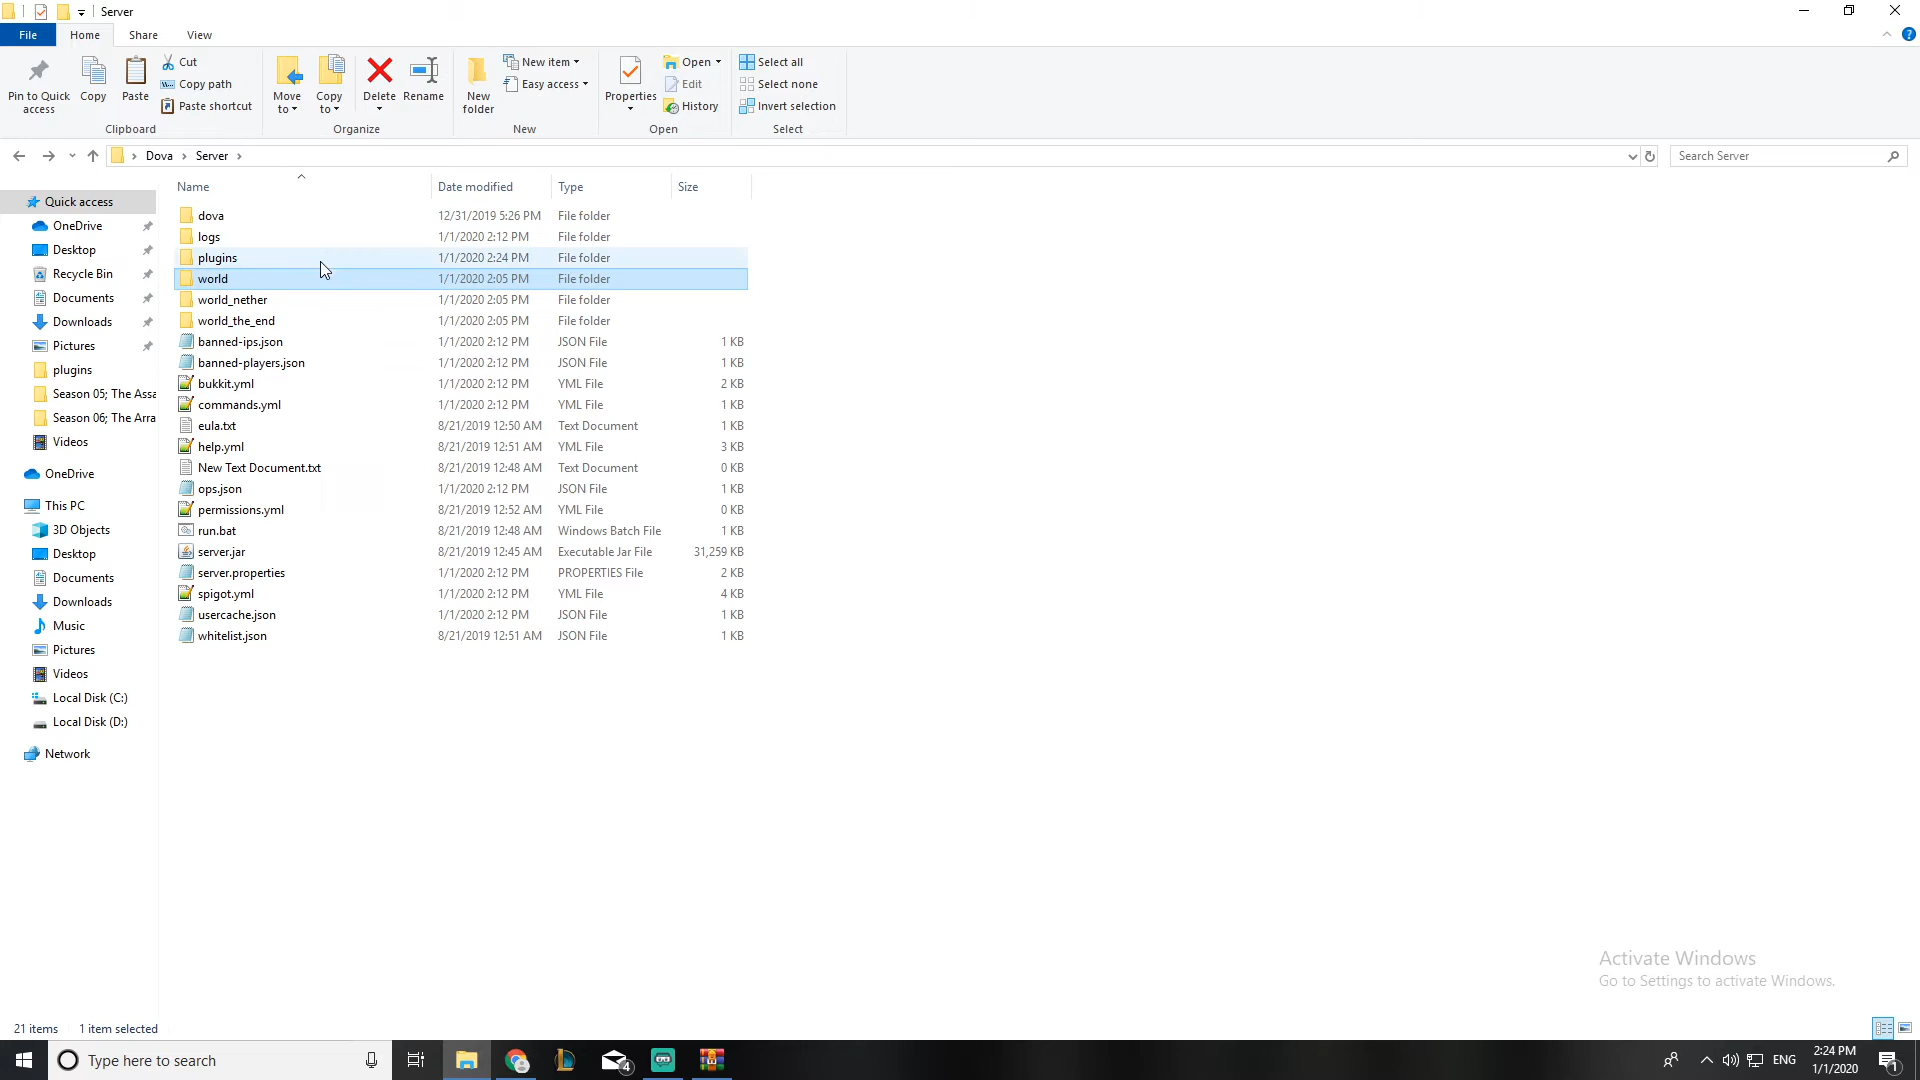 Server
File Home Share View
Pin to Quick access
Copy
Paste
Cut
Copy path
Paste shortcut
Clipboard
Move to
Copy to
Delete
Rename
Organize
New folder
New item
Easy access
New
Properties
Open
Edit
History
Open
Select all
Select none
Invert selection
Select
Dova Server
Search Server
Name Date modified Type Size
Quick access
OneDrive
Desktop
Recycle Bin
Documents
Downloads
Pictures
plugins
Season 05; The Assa
Season 06; The Arra
Videos
OneDrive
This PC
3D Objects
Desktop
Documents
Downloads
Music
Pictures
Videos
Local Disk (C:)
Local Disk (D:)
Network
dova 12/31/2019 5:26 PM File folder
logs 1/1/2020 2:12 PM File folder
plugins 1/1/2020 2:24 PM File folder
world 1/1/2020 2:05 PM File folder
world_nether 1/1/2020 2:05 PM File folder
world_the_end 1/1/2020 2:05 PM File folder
banned-ips.json 1/1/2020 2:12 PM JSON File 1 KB
banned-players.json 1/1/2020 2:12 PM JSON File 1 KB
bukkit.yml 1/1/2020 2:12 PM YML File 2 KB
commands.yml 1/1/2020 2:12 PM YML File 1 KB
eula.txt 8/21/2019 12:50 AM Text Document 1 KB
help.yml 8/21/2019 12:51 AM YML File 3 KB
New Text Document.txt 8/21/2019 12:48 AM Text Document 0 KB
ops.json 1/1/2020 2:12 PM JSON File 1 KB
permissions.yml 8/21/2019 12:52 AM YML File 0 KB
run.bat 8/21/2019 12:48 AM Windows Batch File 1 KB
server.jar 8/21/2019 12:45 AM Executable Jar File 31,259 KB
server.properties 1/1/2020 2:12 PM PROPERTIES File 2 KB
spigot.yml 1/1/2020 2:12 PM YML File 4 KB
usercache.json 1/1/2020 2:12 PM JSON File 1 KB
whitelist.json 8/21/2019 12:51 AM JSON File 1 KB
Activate Windows
Go to Settings to activate Windows.
21 items 1 item selected
Type here to search
4
ENG
2:24 PM
1/1/2020
1